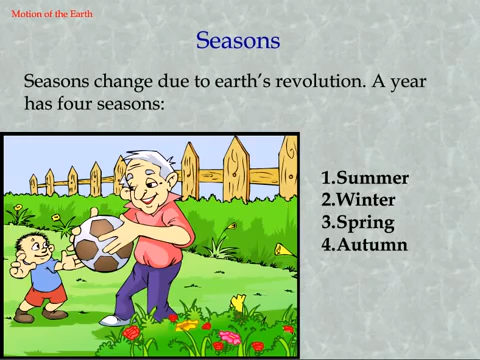 Motion of the Earth
Seasons
Seasons change due to earth's revolution. A year
has four seasons:
1.Summer
2.Winter
3.Spring
4.Autumn